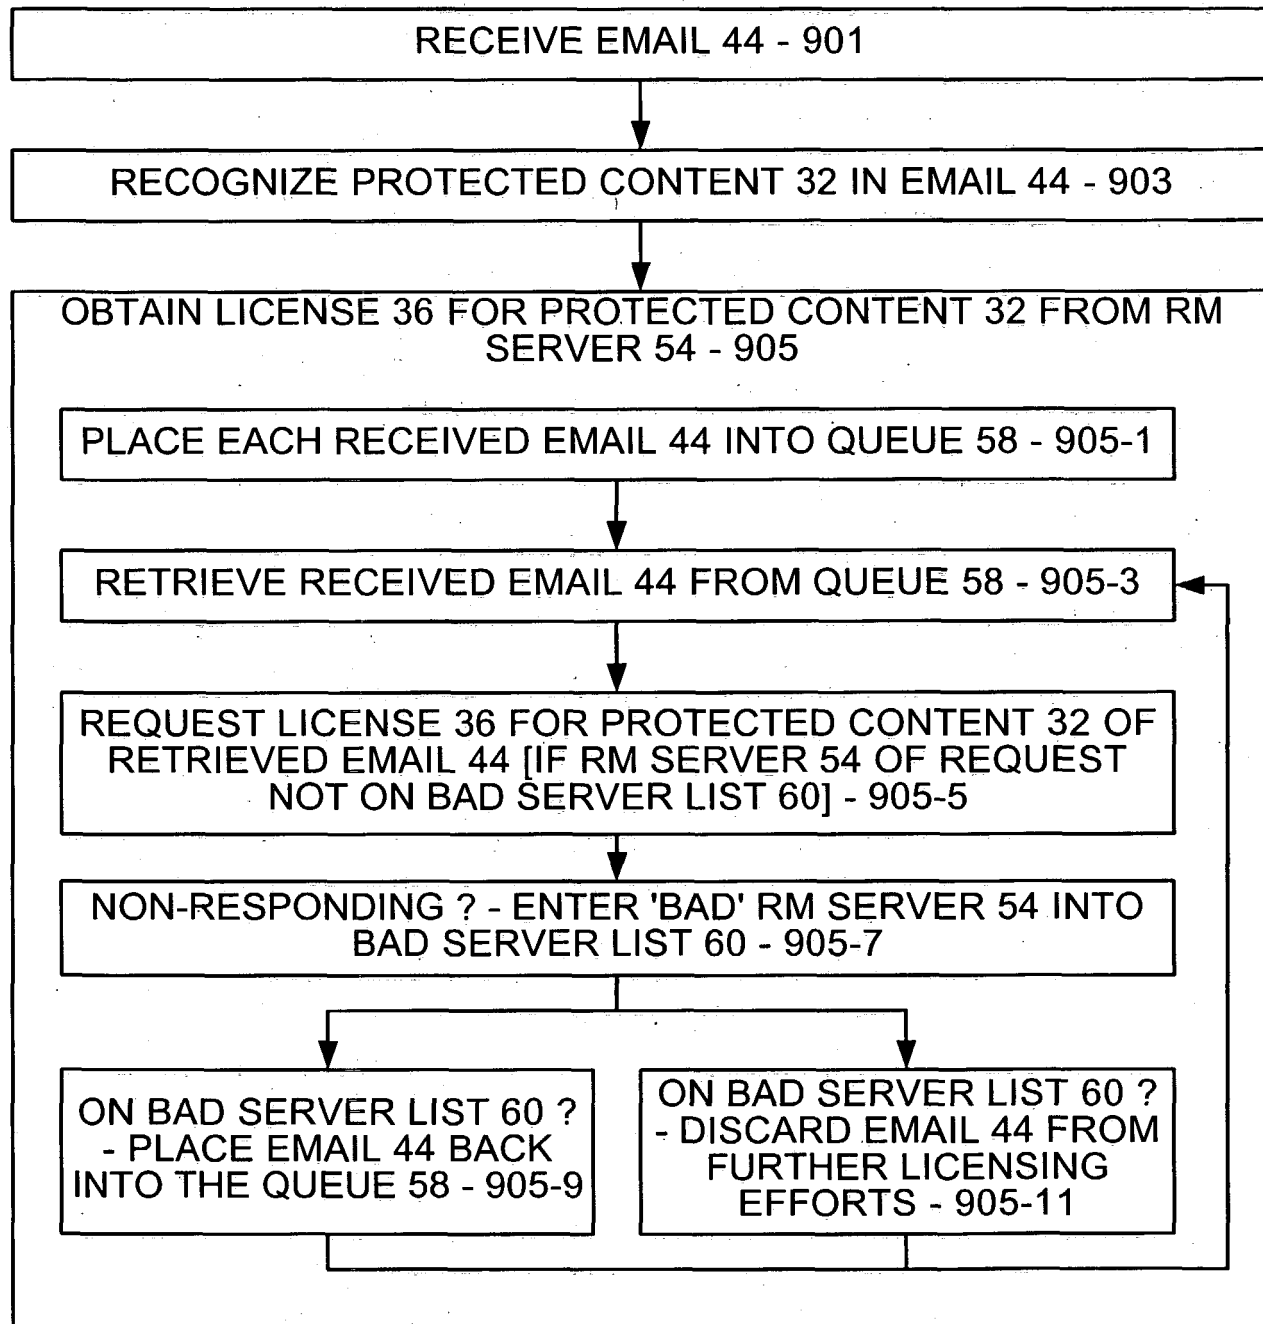 RECEIVE EMAIL 44 - 901
RECOGNIZE PROTECTED CONTENT 32 IN EMAIL 44 - 903
OBTAIN LICENSE 36 FOR PROTECTED CONTENT 32 FROM RM
SERVER 54 - 905
PLACE EACH RECEIVED EMAIL 44 INTO QUEUE 58 - 905-1
RETRIEVE RECEIVED EMAIL 44 FROM QUEUE 58 - 905-3
REQUEST LICENSE 36 FOR PROTECTED CONTENT 32 OF
RETRIEVED EMAIL 44 [IF RM SERVER 54 OF REQUEST
NOT ON BAD SERVER LIST 60] - 905-5
NON-RESPONDING ? - ENTER 'BAD' RM SERVER 54 INTO
BAD SERVER LIST 60 - 905-7
ON BAD SERVER LIST 60 ?
- PLACE EMAIL 44 BACK
INTO THE QUEUE 58 - 905-9
ON BAD SERVER LIST 60 ?
- DISCARD EMAIL 44 FROM
FURTHER LICENSING
EFFORTS - 905-11